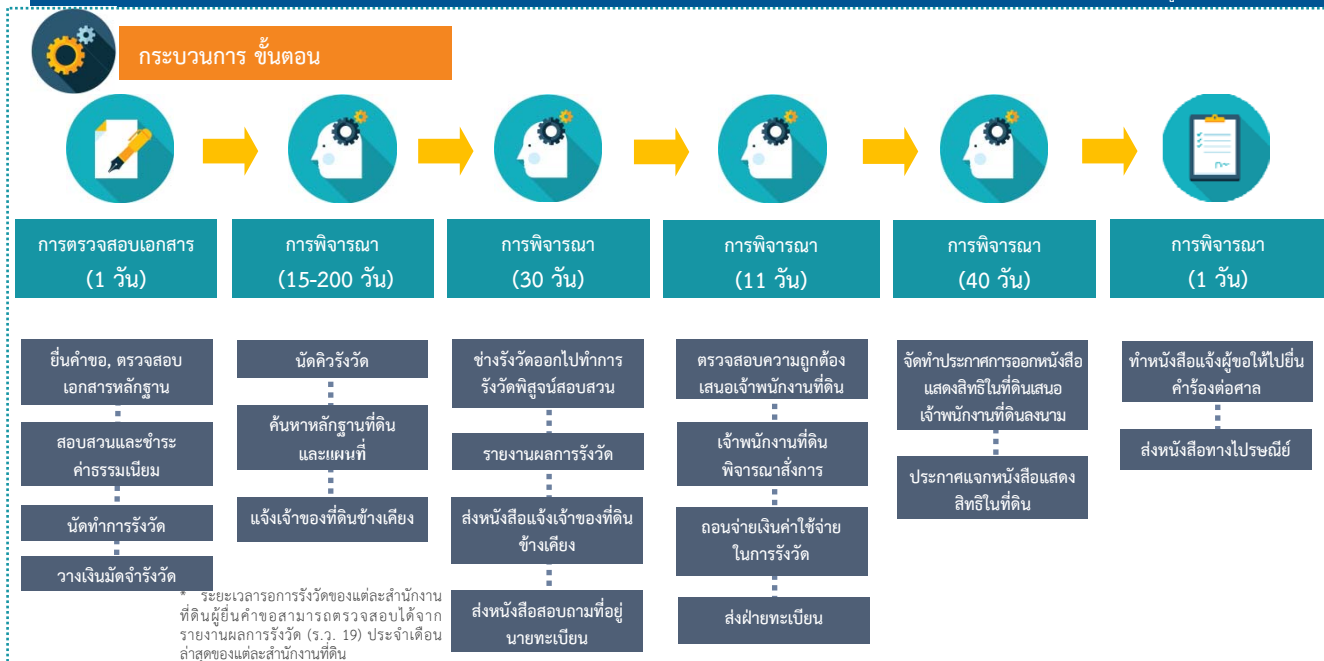 กระบวนการ ขั้นตอน
การตรวจสอบเอกสาร
(1 วัน)
การพิจารณา
(15-200 วัน)
การพิจารณา
(30 วัน)
การพิจารณา
(11 วัน)
การพิจารณา
(40 วัน)
การพิจารณา
(1 วัน)
ยื่นคำขอ, ตรวจสอบ
เอกสารหลักฐาน
สอบสวนและชำระ
ค่าธรรมเนียม
นัดทำการรังวัด
วางเงินมัดจำรังวัด
นัดคิวรังวัด
ค้นหาหลักฐานที่ดิน
และแผนที่
แจ้งเจ้าของที่ดินข้างเคียง
* ระยะเวลารอการรังวัดของแต่ละสำนักงาน
ที่ดินผู้ยื่นคำขอสามารถตรวจสอบได้จาก
รายงานผลการรังวัด (ร.ว. 19) ประจำเดือน
ล่าสุดของแต่ละสำนักงานที่ดิน
ช่างรังวัดออกไปทำการ
รังวัดพิสูจน์สอบสวน
รายงานผลการรังวัด
ส่งหนังสือแจ้งเจ้าของที่ดิน
ข้างเคียง
ส่งหนังสือสอบถามที่อยู่
นายทะเบียน
ตรวจสอบความถูกต้อง
เสนอเจ้าพนักงานที่ดิน
เจ้าพนักงานที่ดิน
พิจารณาสั่งการ
ถอนจ่ายเงินค่าใช้จ่าย
ในการรังวัด
ส่งฝ่ายทะเบียน
จัดทำประกาศการออกหนังสือ
แสดงสิทธิในที่ดินเสนอ
เจ้าพนักงานที่ดินลงนาม
ประกาศแจกหนังสือแสดง
สิทธิในที่ดิน
ทำหนังสือแจ้งผู้ขอให้ไปยื่น
คำร้องต่อศาล
ส่งหนังสือทางไปรษณีย์